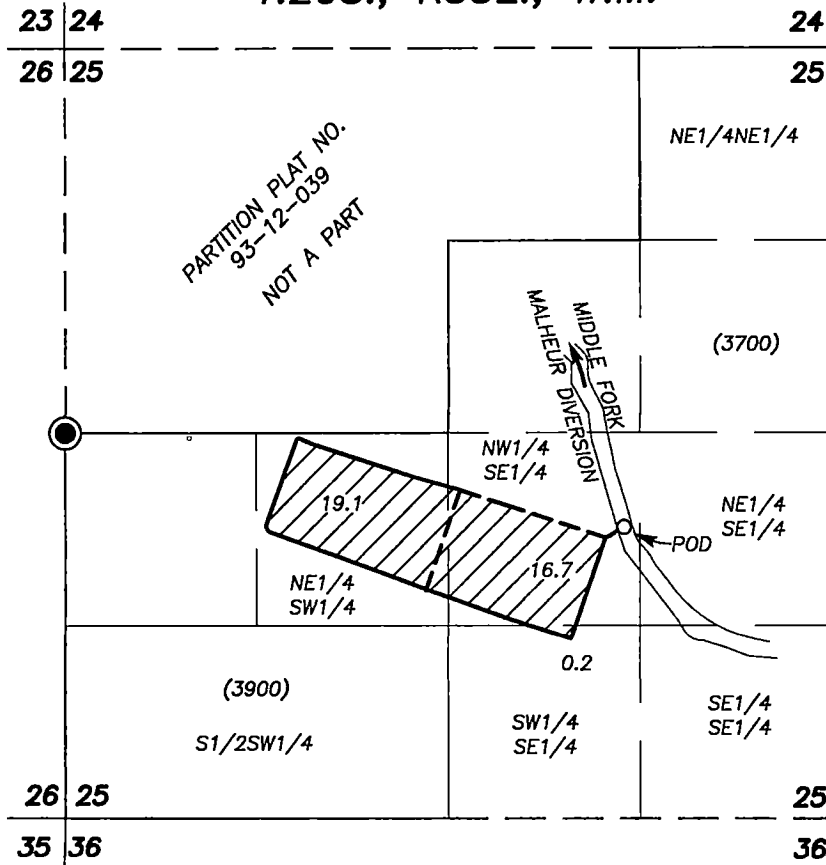 W.M.
23 24
24
26 25
25
NE1/4NE1/4
PARTITION PLAT NO.
93-12-039
NOT A PART
MIDDLE FORK
MALHEUR DIVERSION
(3700)
NW1/4
SE1/4
19.1
NE1/4
SE1/4
POD
16.7
NE1/4
SW1/4
0.2
(3900)
S1/2SW1/4
SW1/4
SE1/4
SE1/4
SE1/4
26 25
25
35 36
36